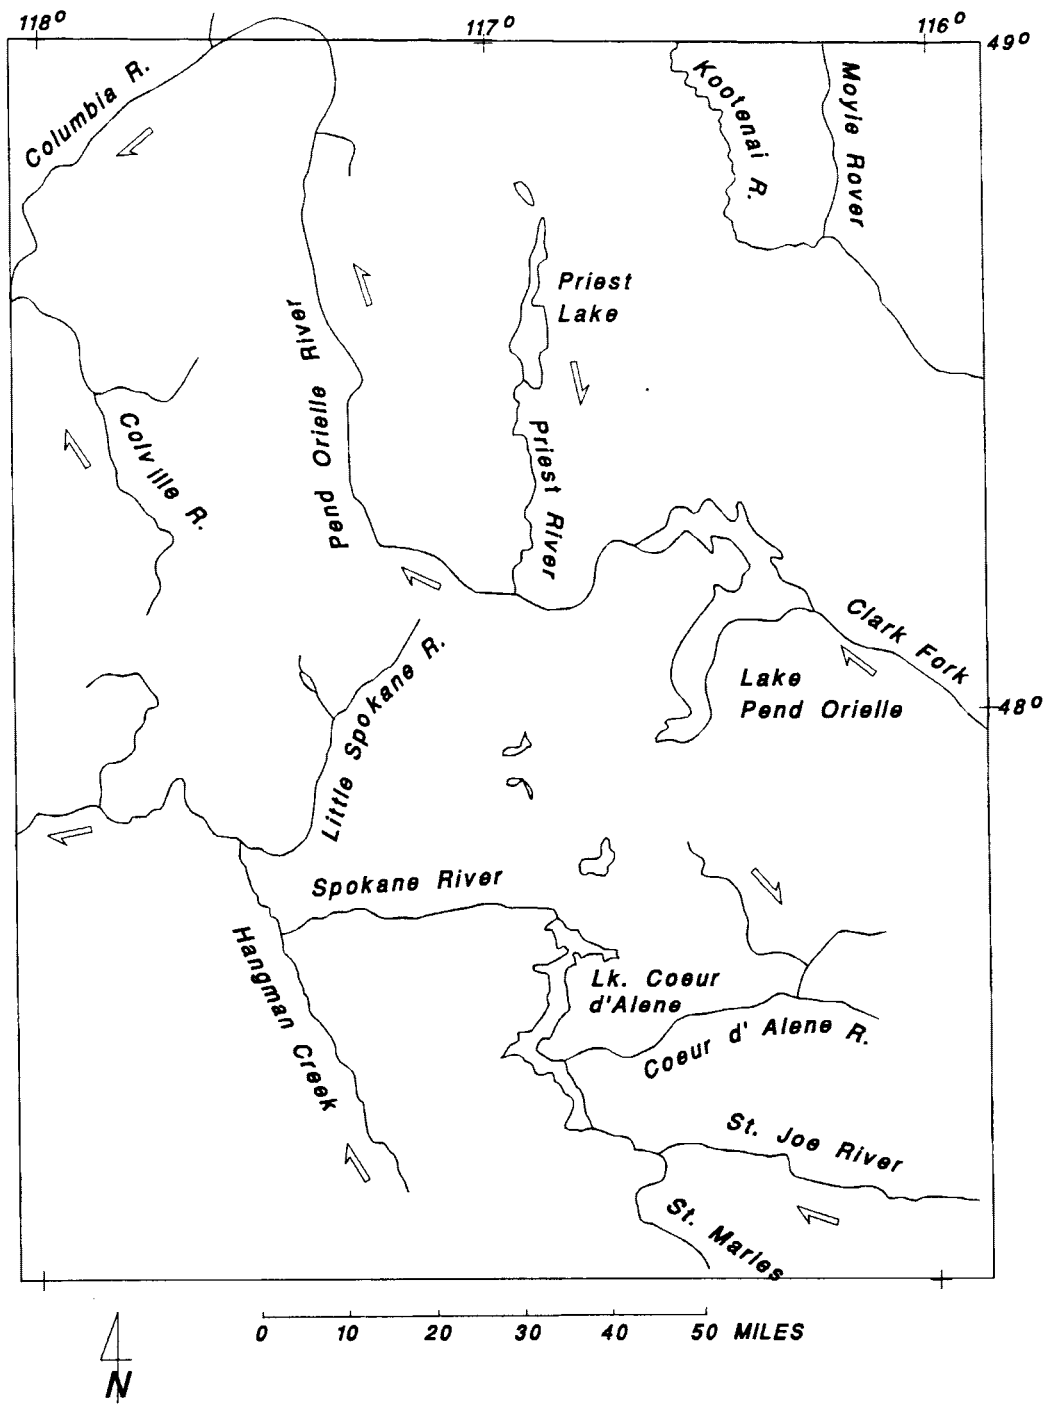 118°
117°
116°
49°
Columbia R.
Kootenai R.
Moyie Rover
Priest
Lake
Pend Orielle River
Colville R.
Priest River
Clark Fork
Lake
Pend Orielle
48°
Little Spokane R.
Spokane River
Hangman Creek
Lk. Coeur
d'Alene
Coeur d' Alene R.
St. Joe River
St. Maries
0 10 20 30 40 50 MILES
N